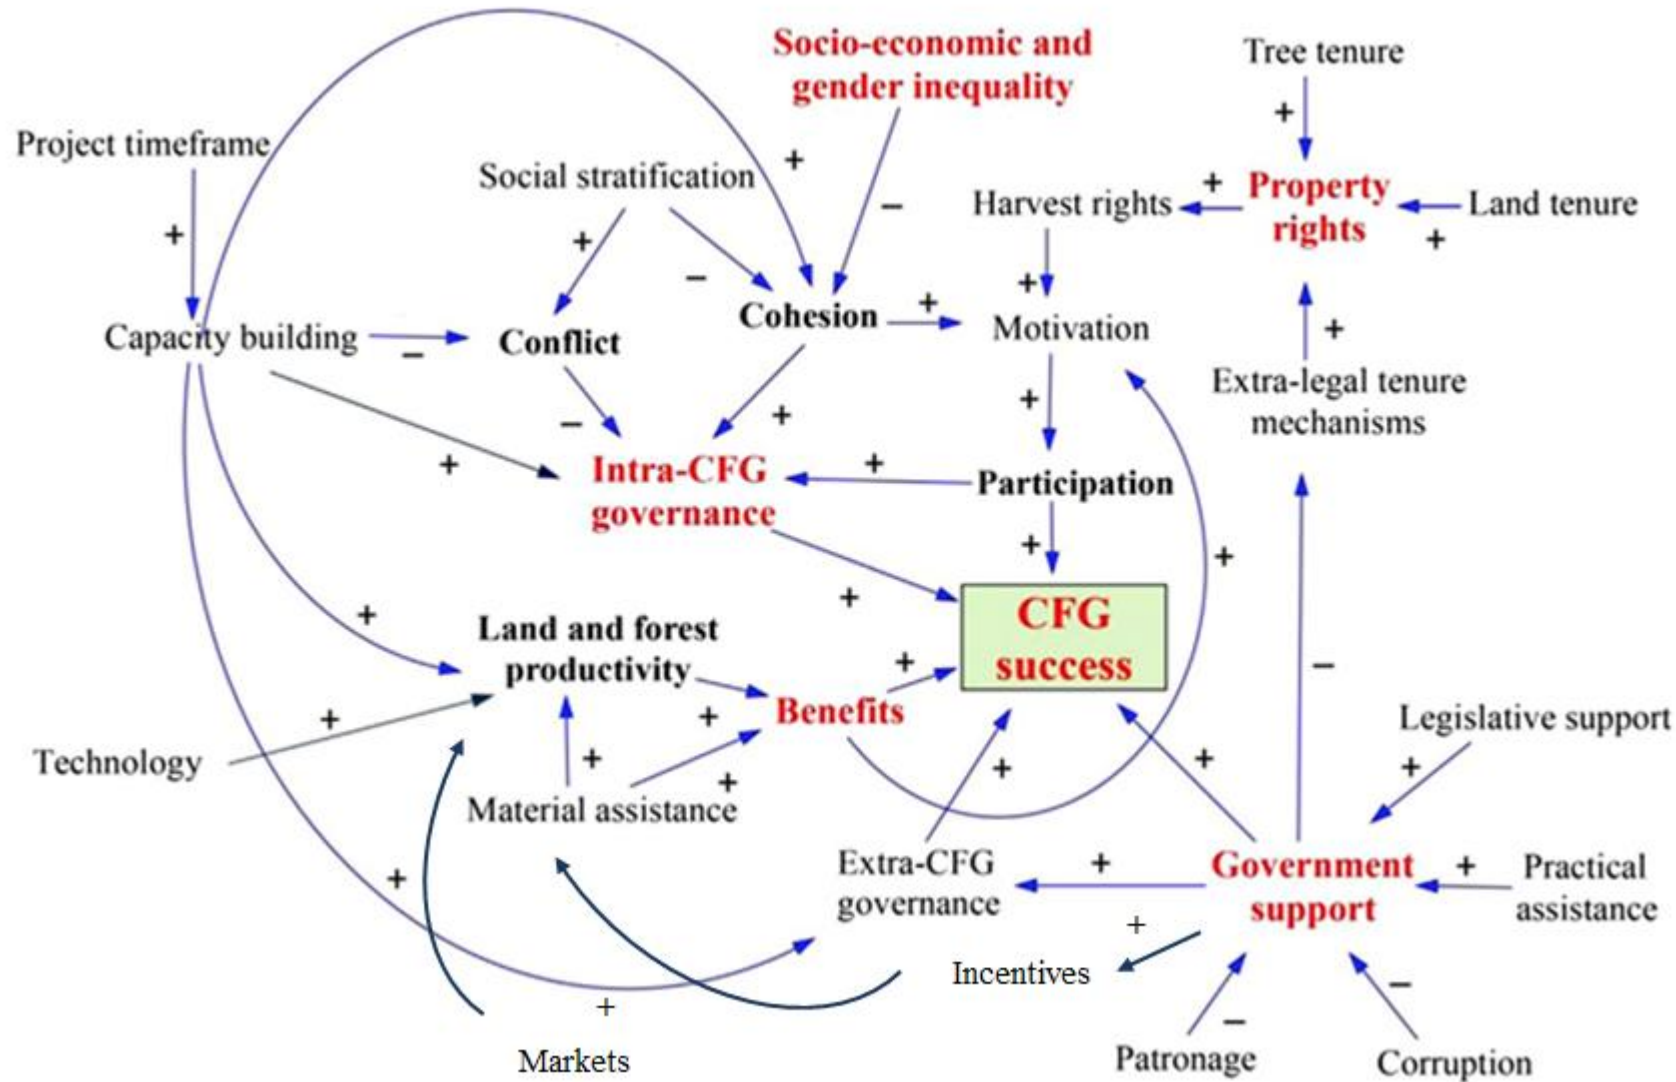 Socio-economic and
gender inequality
Tree tenure
+
Project timeframe
+
Social stratification
+
−
Harvest rights
+
Property
rights
Land tenure
+
+
+
−
Capacity building
−
Conflict
Cohesion
+
+
Motivation
+
Extra-legal tenure
mechanisms
−
+
+
+
Intra-CFG
governance
+
Participation
+
+
+
CFG
success
+
Land and forest
productivity
+
−
+
Benefits
+
Technology
+
+
Material assistance
+
+
Legislative support
+
+
Extra-CFG
governance
+
Government
support
+
Practical
assistance
+
+
Incentives
−
+
−
Markets
Patronage
Corruption